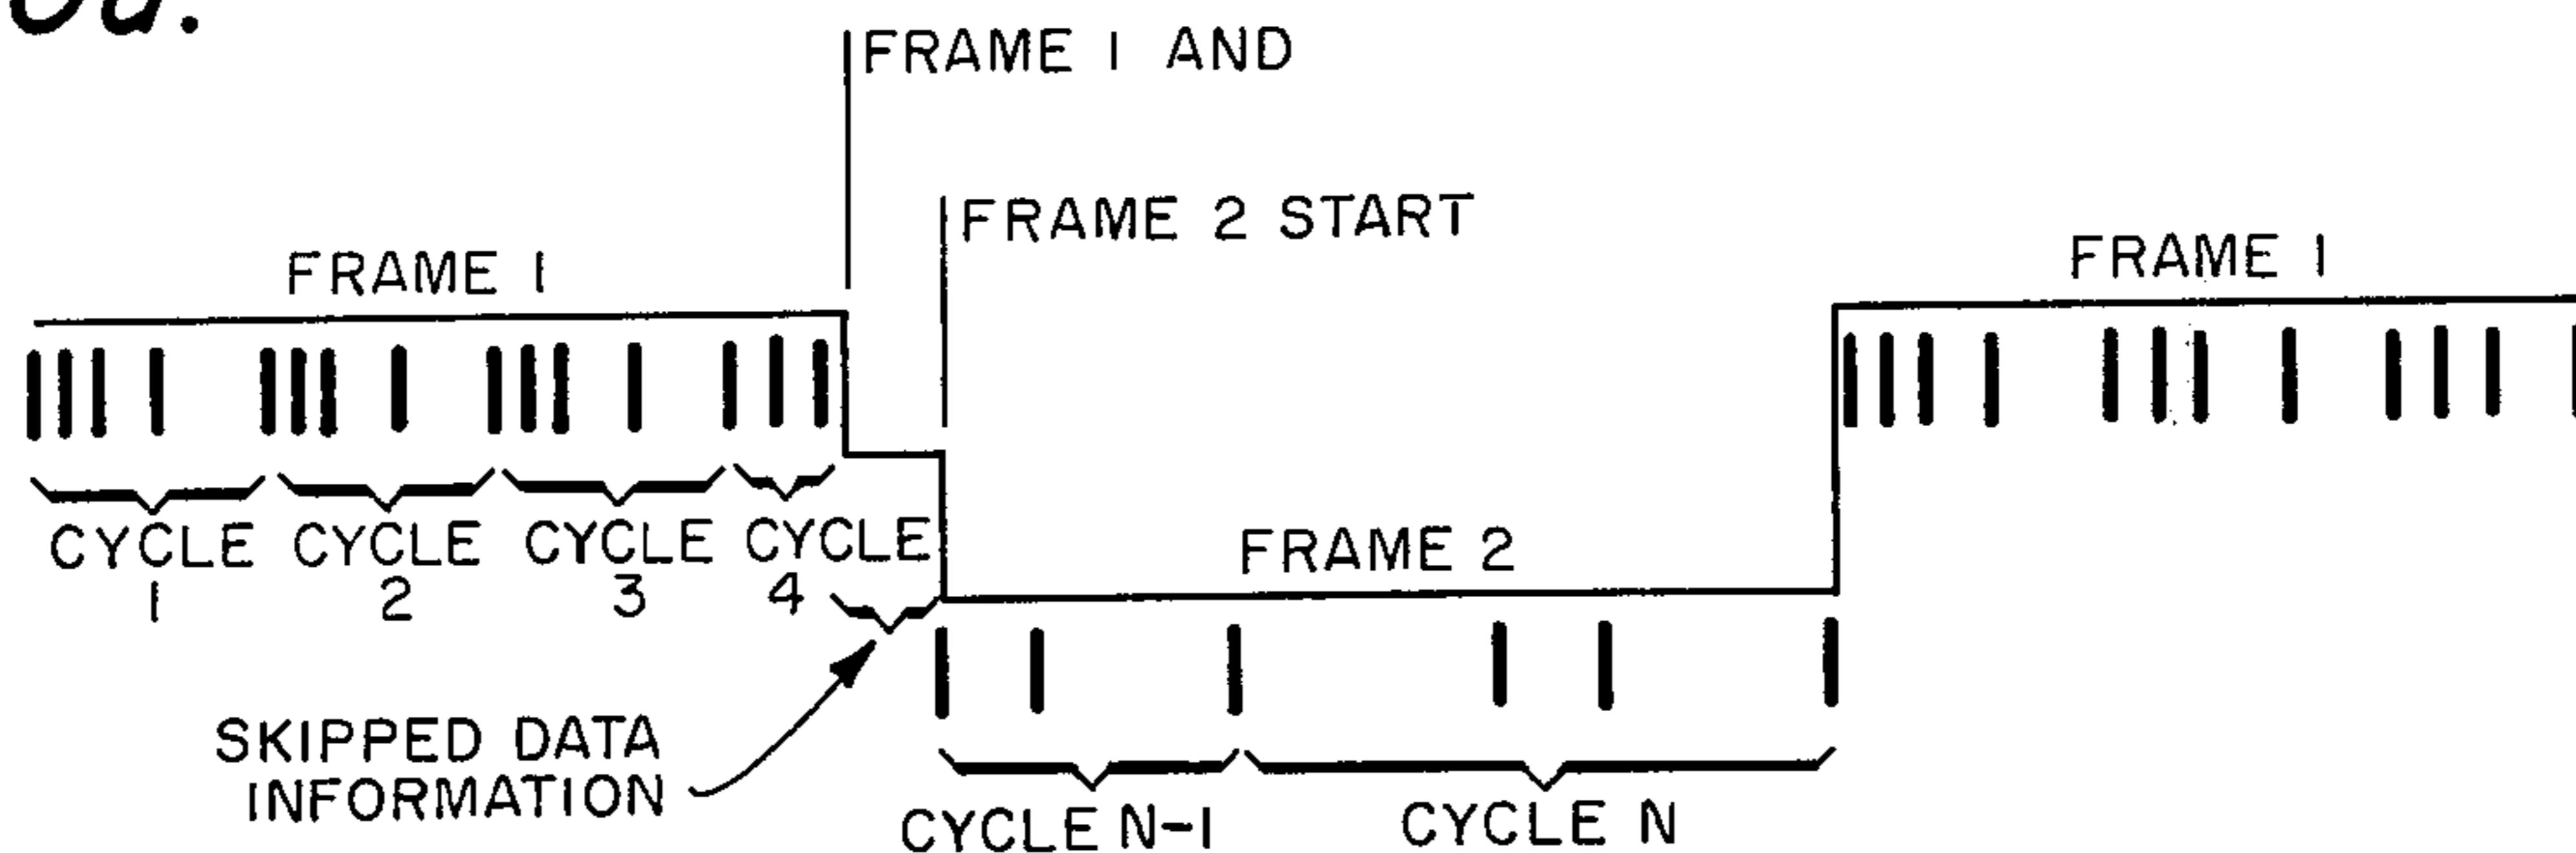 FRAME 1 AND
FRAME 2 START
FRAME 1
FRAME 1
CYCLE 1
CYCLE 2
CYCLE 3
CYCLE 4
FRAME 2
SKIPPED DATA
INFORMATION
CYCLE N-1
CYCLE N